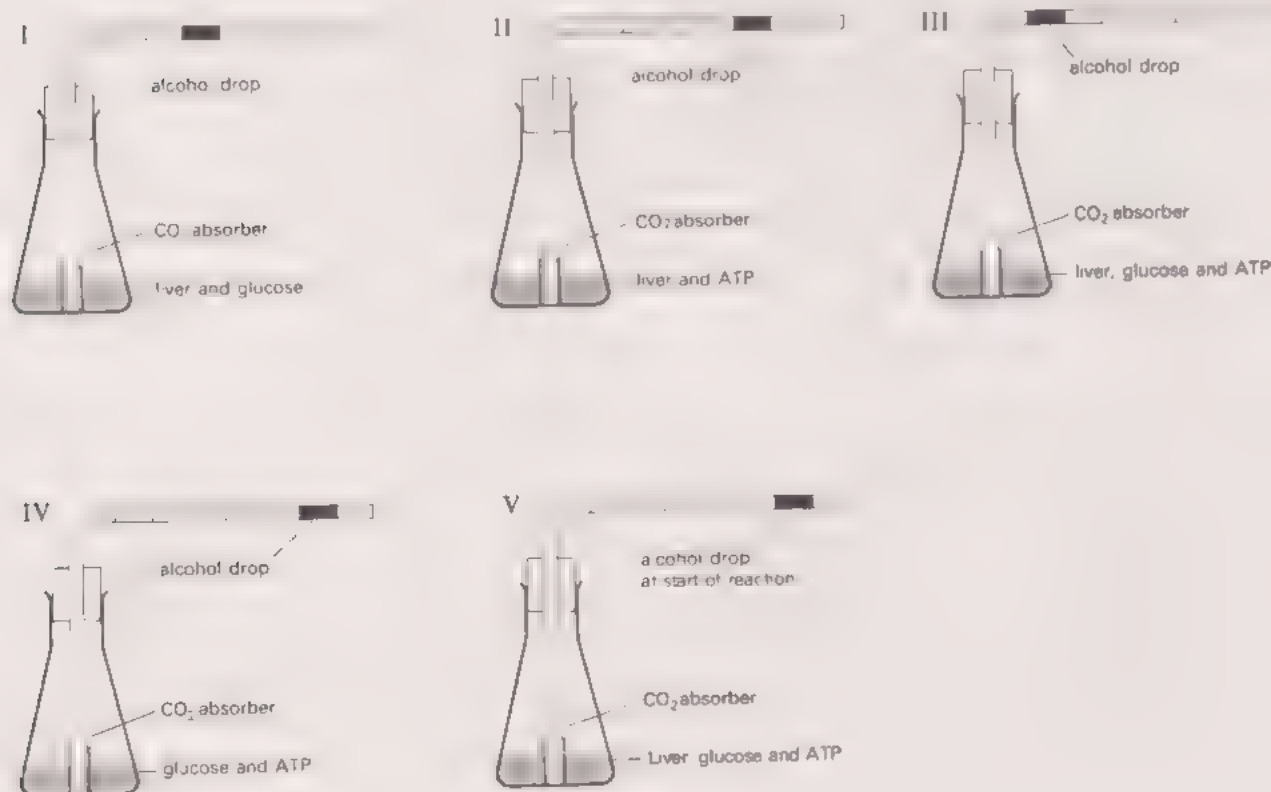 I
alcoho drop
CO absorber
liver and glucose
II
alcohol drop
CO₂ absorber
liver and ATP
III
alcohol drop
CO₂ absorber
liver, glucose and ATP
IV
alcohol drop
CO₂ absorber
glucose and ATP
V
a cohol drop
at start of reaction
CO₂ absorber
Liver glucose and ATP